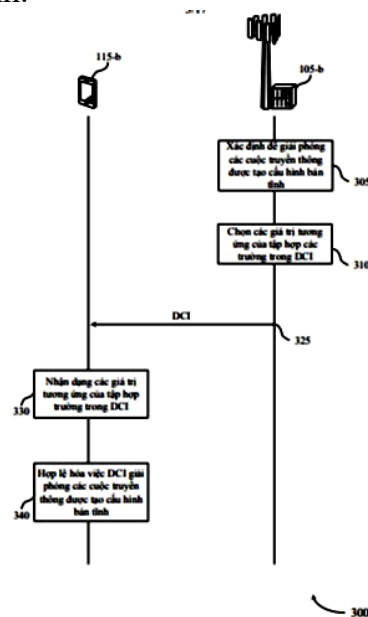 115-b
105-b
Xác định để giải phóng
các cuộc truyền thông
được tạo cấu hình bán
tĩnh
305
Chọn các giá trị tương
ứng của tập hợp các
trường trong DCI
310
DCI
325
Nhận dạng các giá trị
tương ứng của tập hợp
trường trong DCI
330
Hợp lệ hóa việc DCI giải
phóng các cuộc truyền
thông được tạo cấu hình
bán tĩnh
340
300